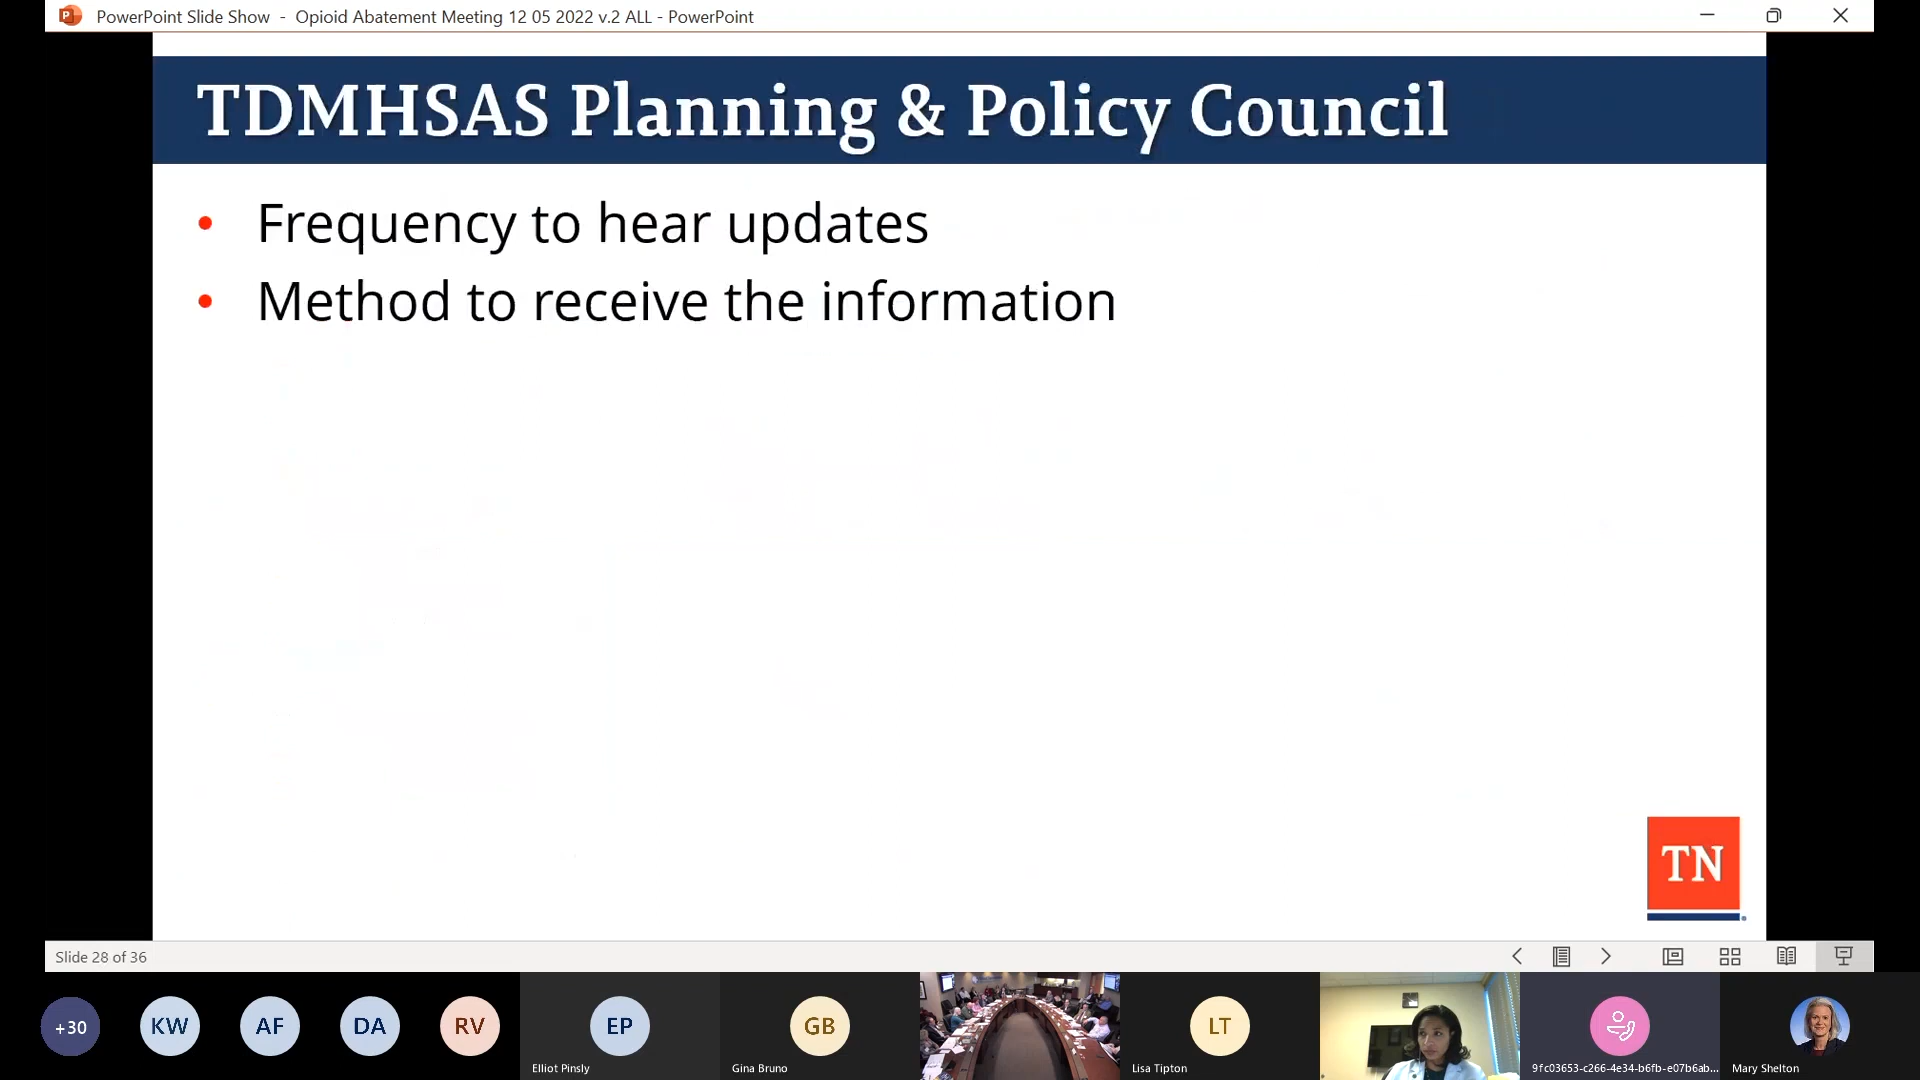 PowerPoint Slide Show - Opioid Abatement Meeting 12 05 2022 v.2 ALL - PowerPoint
TDMHSAS Planning & Policy Council
• Frequency to hear updates
• Method to receive the information
TN
Slide 28 of 36
+30
KW
AF
DA
RV
EP
GB
LT
Elliot Pinsly
Gina Bruno
Lisa Tipton
9fc03653-c266-4e34-b6fb-e07b6ab...
Mary Shelton